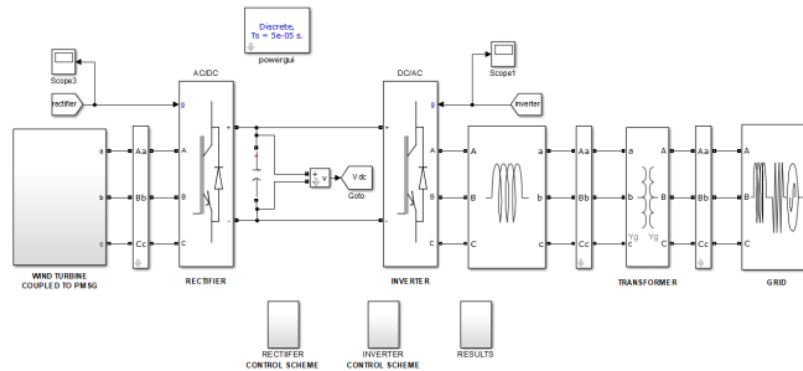 Discrete,
Ts = 5e-05 s.
powergui
Scope3
AC/DC
DC/AC
Scope1
rectifier
g
g
inverter
a
Aa
A
+
+
A
A
a
Aa
a
A
Aa
A
b
Bb
B
+
v
Vdc
Goto
B
B
b
Bb
b
B
Bb
B
c
Cc
C
-
-
C
C
c
Cc
c
Yg
Yg
C
Cc
C
WIND TURBINE
COUPLED TO PMSG
RECTIFIER
INVERTER
TRANSFORMER
GRID
RECTIIFER
CONTROL SCHEME
INVERTER
CONTROL SCHEME
RESULTS